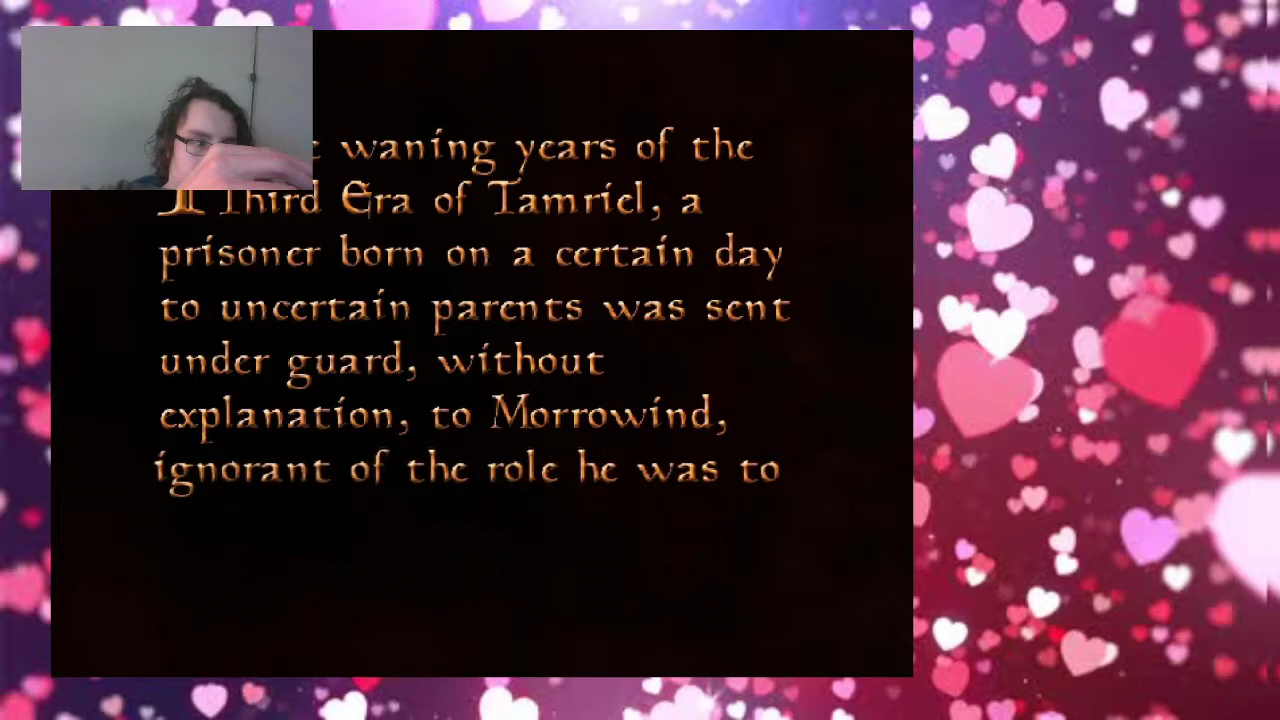 waning years of the
Third Era of Tamriel, a
prisoner born on a certain day
to uncertain parents was sent
under guard, without
explanation, to Morrowind,
ignorant of the role he was to